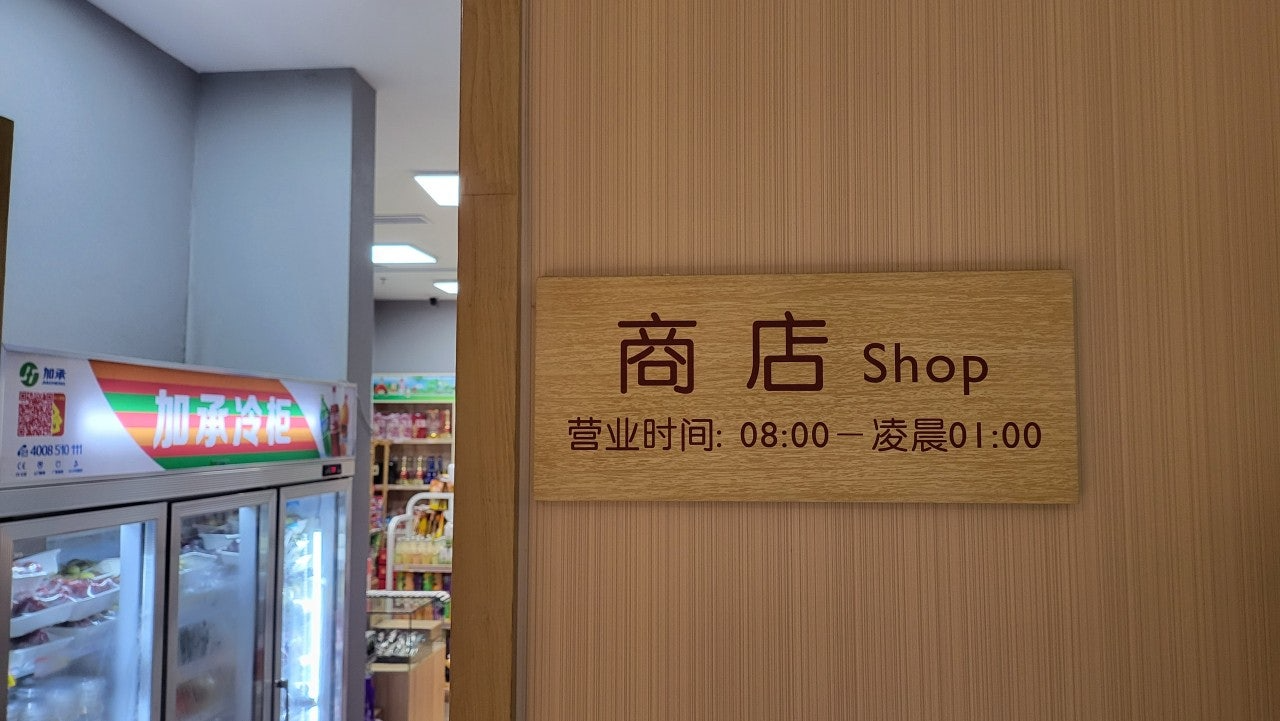 加承
4008 510 111
加承冷柜
商店 Shop
营业时间: 08:00－凌晨01:00